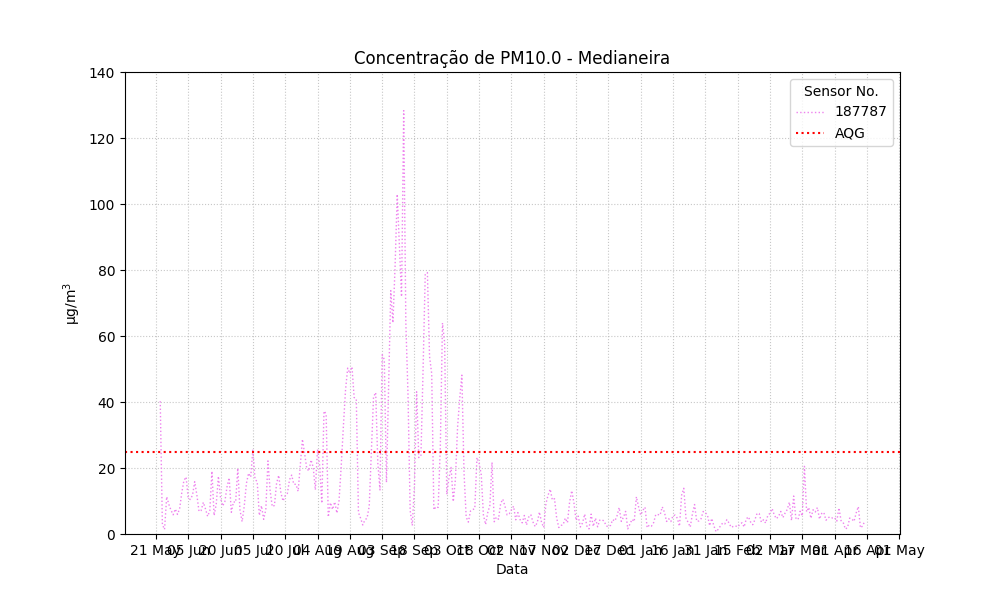 Concentração de PM10.0 - Medianeira
Sensor No.
187787
AQG
140
120
100
80
60
40
20
0
µg/m³
21 May 05 Jun 20 Jun 05 Jul 20 Jul 04 Aug 19 Aug 03 Sep 18 Sep 03 Oct 18 Oct 02 Nov 17 Nov 02 Dec 17 Dec 01 Jan 16 Jan 31 Jan 15 Feb 02 Mar 17 Mar 01 Apr 16 Apr 01 May
Data